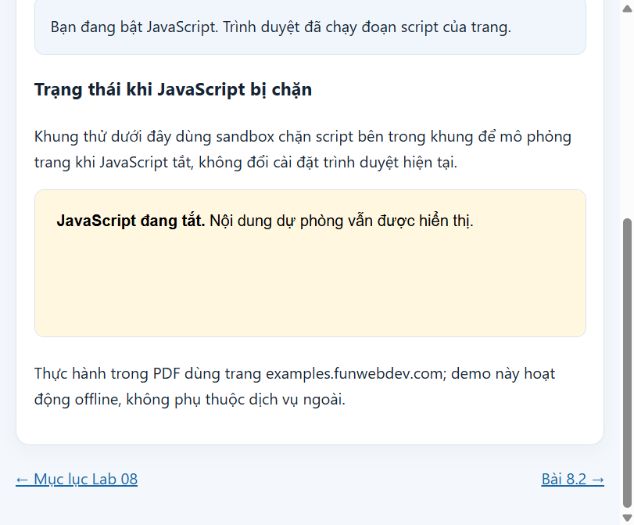 Bạn đang bật JavaScript. Trình duyệt đã chạy đoạn script của trang.
Trạng thái khi JavaScript bị chặn
Khung thử dưới đây dùng sandbox chặn script bên trong khung để mô phỏng
trang khi JavaScript tắt, không đổi cài đặt trình duyệt hiện tại.
JavaScript đang tắt. Nội dung dự phòng vẫn được hiển thị.
Thực hành trong PDF dùng trang examples.funwebdev.com; demo này hoạt
động offline, không phụ thuộc dịch vụ ngoài.
← Mục lục Lab 08
Bài 8.2 →